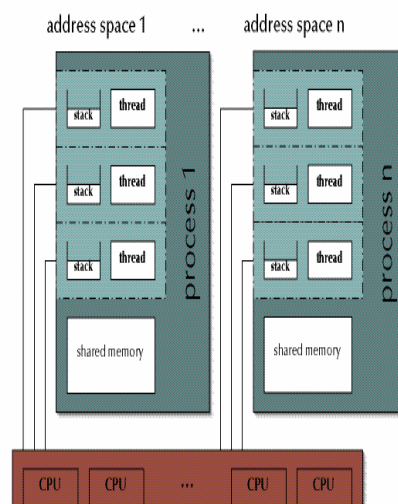 address space 1 ... address space n
stack thread stack thread
stack thread stack thread
stack thread stack thread
process 1 process n
shared memory shared memory
CPU CPU ... CPU CPU